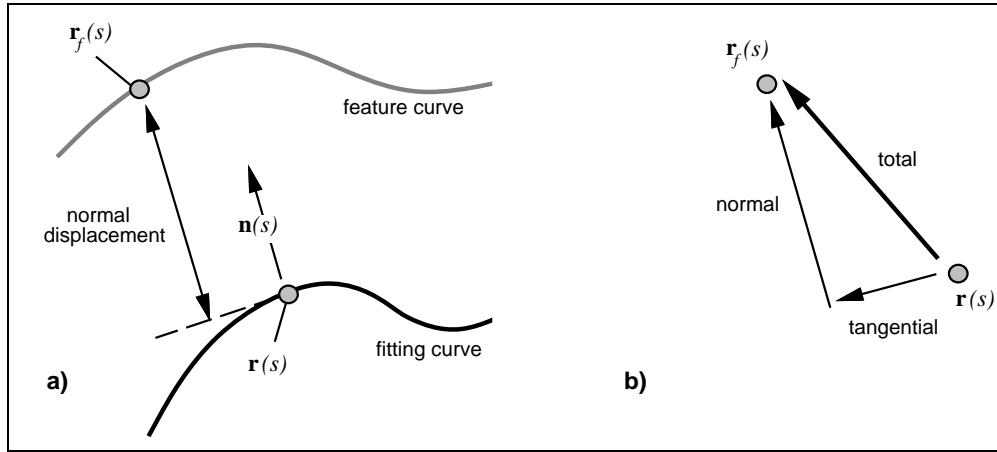 r_f(s)
feature curve
normal
displacement
n(s)
fitting curve
r(s)
a)
r_f(s)
total
normal
r(s)
tangential
b)